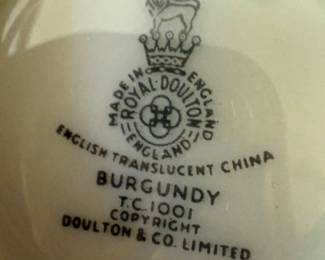 MADE IN ENGLAND
ROYAL DOULTON
ENGLAND
ENGLISH TRANSLUCENT CHINA
BURGUNDY
T.C.1001
COPYRIGHT
DOULTON & CO. LIMITED